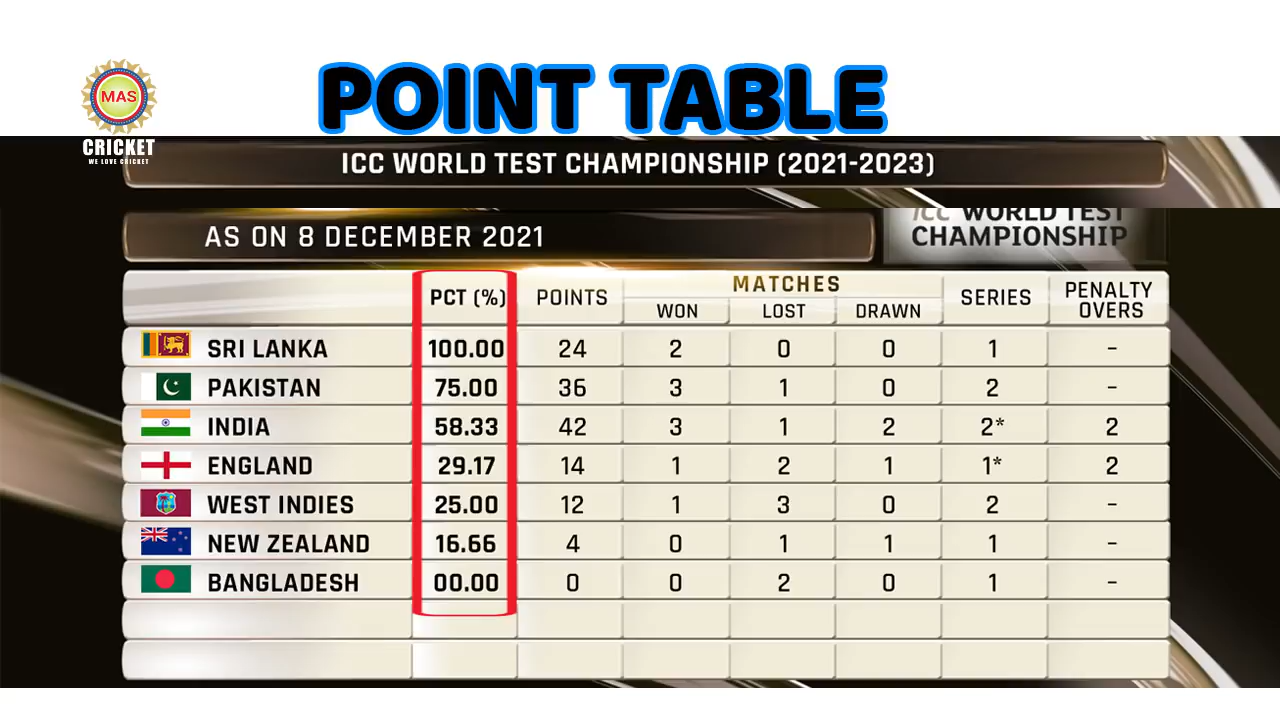 POINT TABLE
MAS
CRICKET
WE LOVE CRICKET
ICC WORLD TEST CHAMPIONSHIP (2021-2023)
AS ON 8 DECEMBER 2021
ICC WORLD TEST
CHAMPIONSHIP
PCT (%) POINTS MATCHES WON LOST DRAWN SERIES PENALTY OVERS
SRI LANKA 100.00 24 2 0 0 1 -
PAKISTAN 75.00 36 3 1 0 2 -
INDIA 58.33 42 3 1 2 2* 2
ENGLAND 29.17 14 1 2 1 1* 2
WEST INDIES 25.00 12 1 3 0 2 -
NEW ZEALAND 16.66 4 0 1 1 1 -
BANGLADESH 00.00 0 0 2 0 1 -